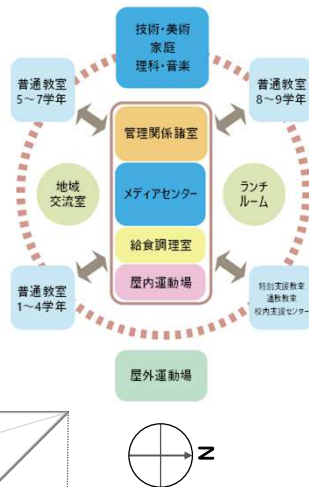 技術・美術
家庭
理科・音楽
普通教室
5～7学年
普通教室
8～9学年
管理関係諸室
地域
交流室
メディアセンター
ランチ
ルーム
給食調理室
普通教室
1～4学年
屋内運動場
特別支援教室
通教教室
校内支援センター
屋外運動場
N